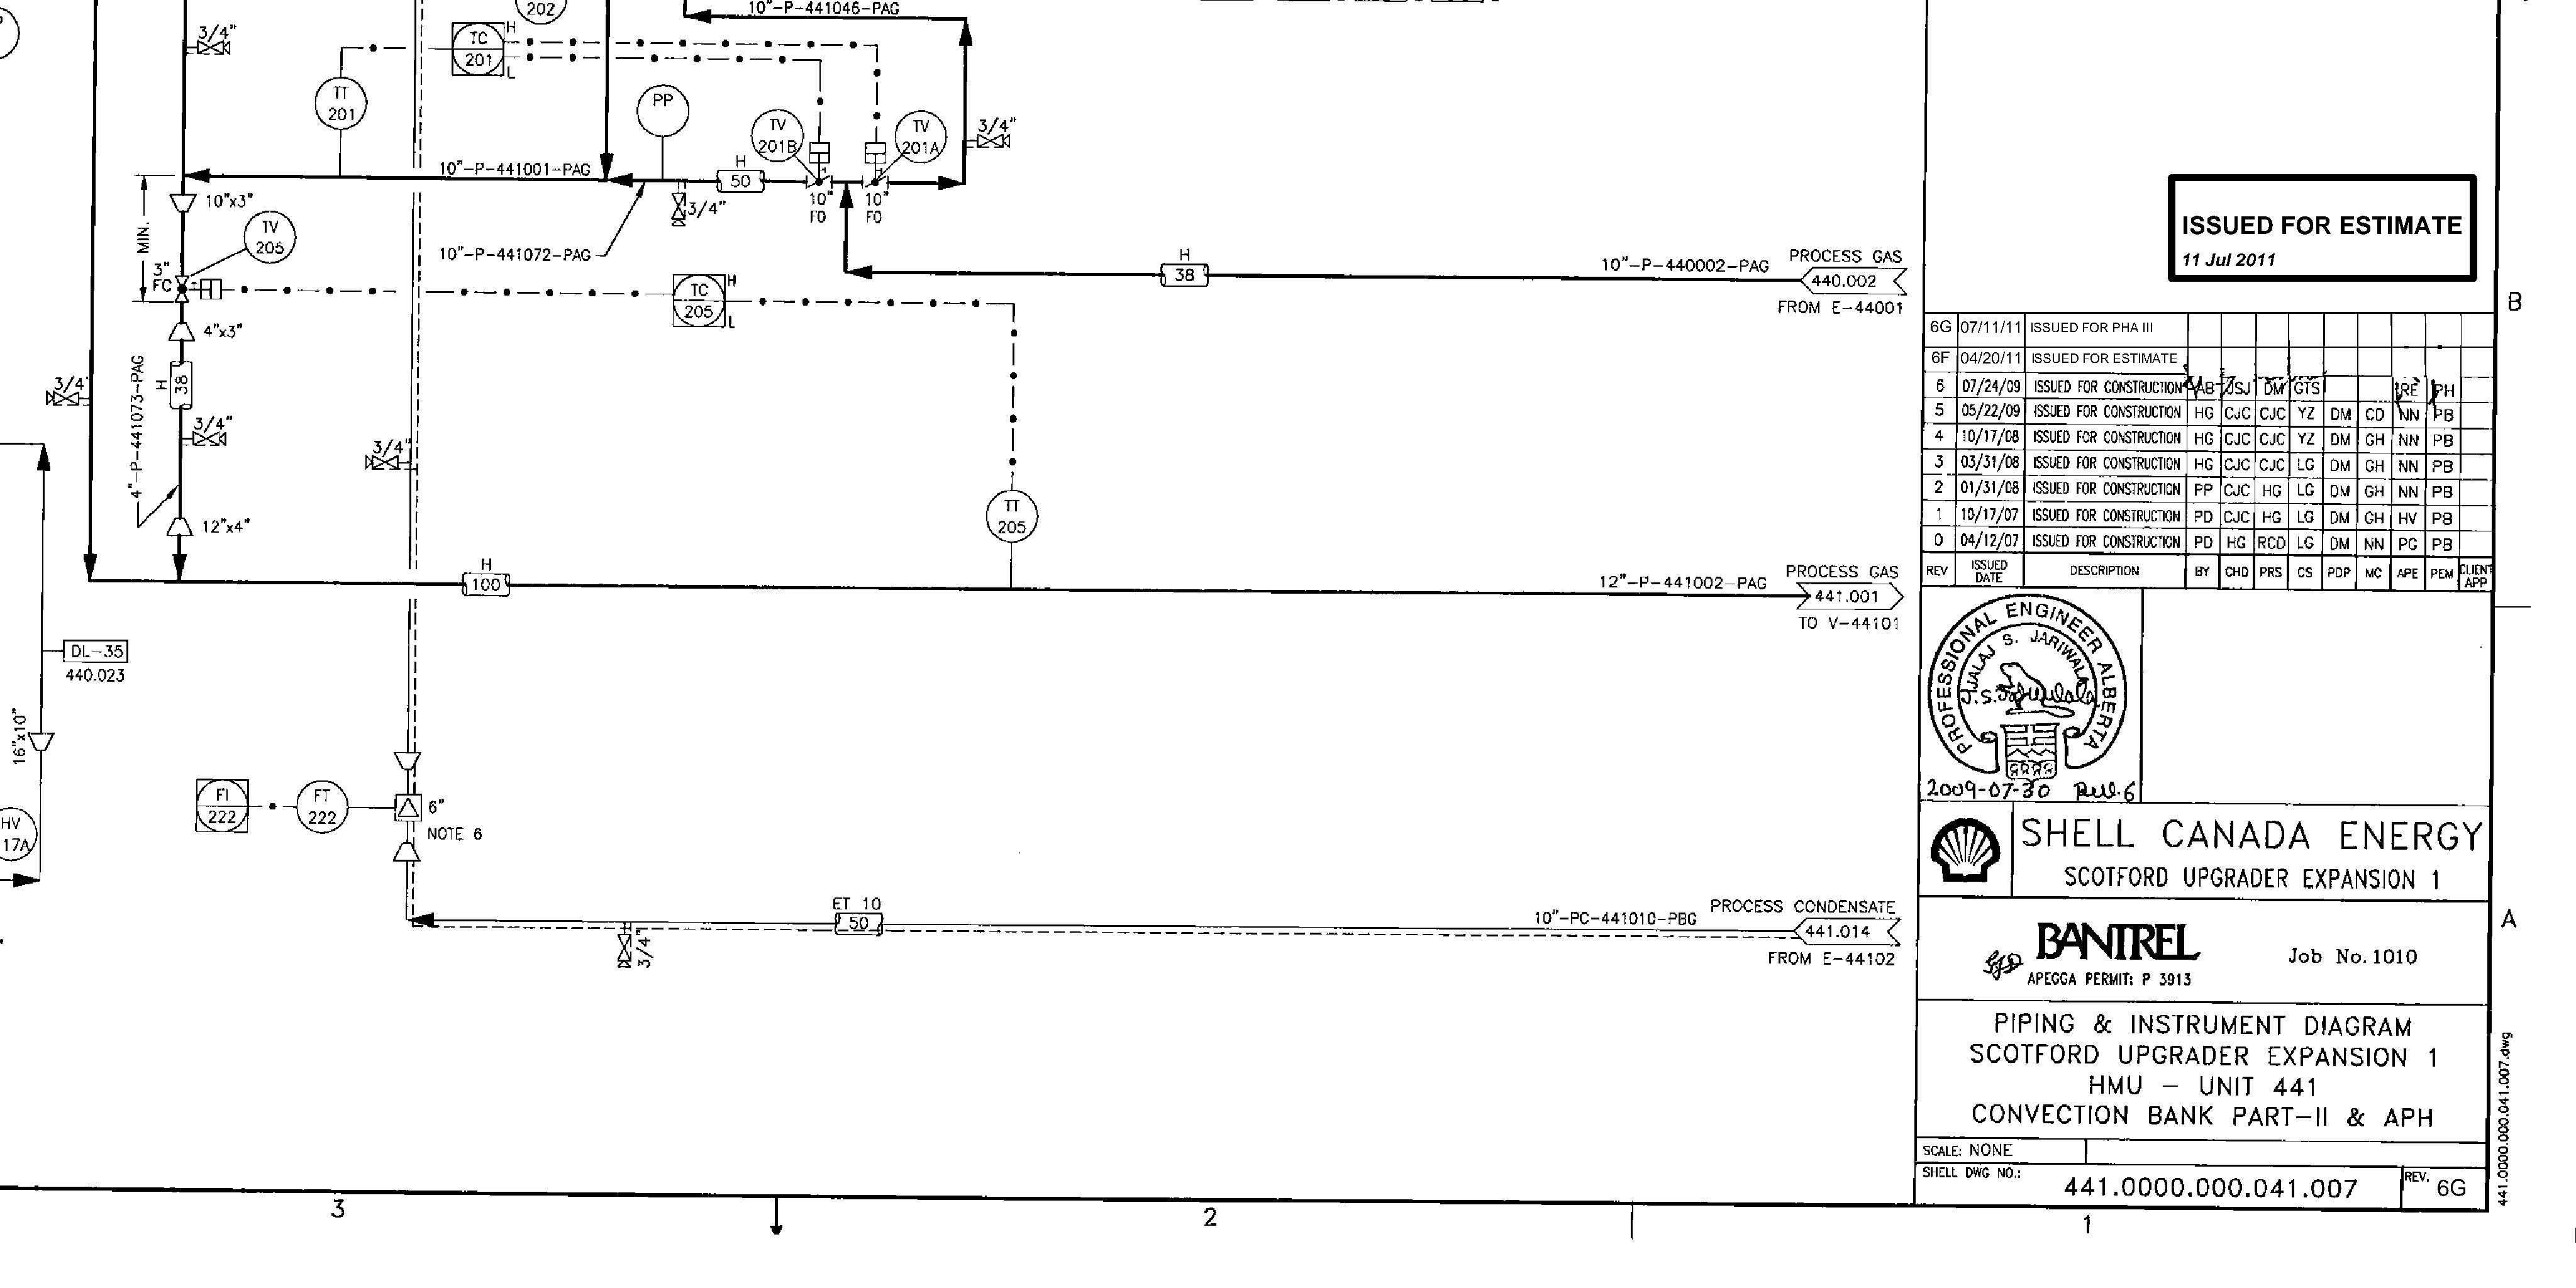 202
10"-P-441046-PAG
3/4"
TC
201
H
L
TT
201
PP
TV
201B
TV
201A
3/4"
10"-P-441001-PAG
H
50
10"
FO
10"
FO
3/4"
10"x3"
MIN.
TV
205
3"
FC
10"-P-441072-PAG
TC
205
H
L
H
38
10"-P-440002-PAG
PROCESS GAS
440.002
FROM E-44001
4"x3"
H
38
4"-P-441073-PAG
3/4"
3/4"
3/4"
12"x4"
TT
205
H
100
12"-P-441002-PAG
PROCESS GAS
441.001
TO V-44101
DL-35
440.023
16"x10"
HV
17A
FI
222
FT
222
6"
NOTE 6
ET 10
50
3/4"
10"-PC-441010-PBG
PROCESS CONDENSATE
441.014
FROM E-44102
ISSUED FOR ESTIMATE
11 Jul 2011
B
6G 07/11/11 ISSUED FOR PHA III
6F 04/20/11 ISSUED FOR ESTIMATE
6 07/24/09 ISSUED FOR CONSTRUCTION AB JSJ DM GTS RE PH
5 05/22/09 ISSUED FOR CONSTRUCTION HG CJC CJC YZ DM CD NN PB
4 10/17/08 ISSUED FOR CONSTRUCTION HG CJC CJC YZ DM GH NN PB
3 03/31/08 ISSUED FOR CONSTRUCTION HG CJC CJC LG DM GH NN PB
2 01/31/08 ISSUED FOR CONSTRUCTION PP CJC HG LG DM GH NN PB
1 10/17/07 ISSUED FOR CONSTRUCTION PD CJC HG LG DM GH HV PB
0 04/12/07 ISSUED FOR CONSTRUCTION PD HG RCD LG DM NN PG PB
REV ISSUED DATE DESCRIPTION BY CHD PRS CS PDP MC APE PEM CLIENT APP
PROFESSIONAL ENGINEER ALBERTA
JALAJ S. JARIWALA
2009-07-30 Rev.6
SHELL CANADA ENERGY
SCOTFORD UPGRADER EXPANSION 1
A
BANTREL
Job No. 1010
APEGGA PERMIT: P 3913
PIPING & INSTRUMENT DIAGRAM
SCOTFORD UPGRADER EXPANSION 1
HMU - UNIT 441
CONVECTION BANK PART-II & APH
SCALE: NONE
SHELL DWG NO.:
441.0000.000.041.007
REV.
6G
441.0000.000.041.007.dwg
3
2
1